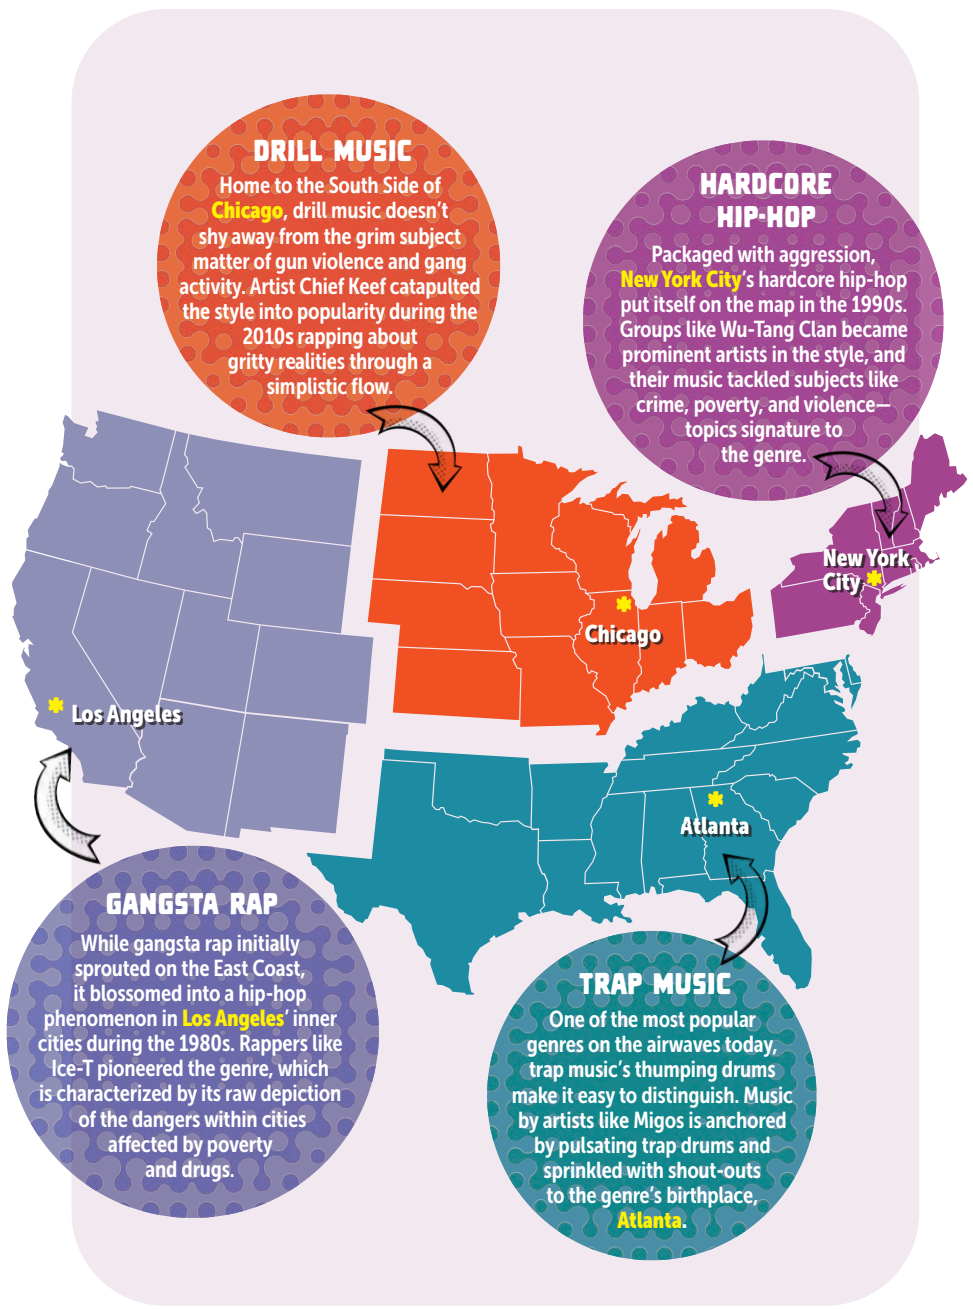 DRILL MUSIC
Home to the South Side of
Chicago, drill music doesn't
shy away from the grim subject
matter of gun violence and gang
activity. Artist Chief Keef catapulted
the style into popularity during the
2010s rapping about
gritty realities through a
simplistic flow.
HARDCORE
HIP-HOP
Packaged with aggression,
New York City's hardcore hip-hop
put itself on the map in the 1990s.
Groups like Wu-Tang Clan became
prominent artists in the style, and
their music tackled subjects like
crime, poverty, and violence—
topics signature to
the genre.
New York
City
Chicago
Los Angeles
Atlanta
GANGSTA RAP
While gangsta rap initially
sprouted on the East Coast,
it blossomed into a hip-hop
phenomenon in Los Angeles' inner
cities during the 1980s. Rappers like
Ice-T pioneered the genre, which
is characterized by its raw depiction
of the dangers within cities
affected by poverty
and drugs.
TRAP MUSIC
One of the most popular
genres on the airwaves today,
trap music's thumping drums
make it easy to distinguish. Music
by artists like Migos is anchored
by pulsating trap drums and
sprinkled with shout-outs
to the genre's birthplace,
Atlanta.